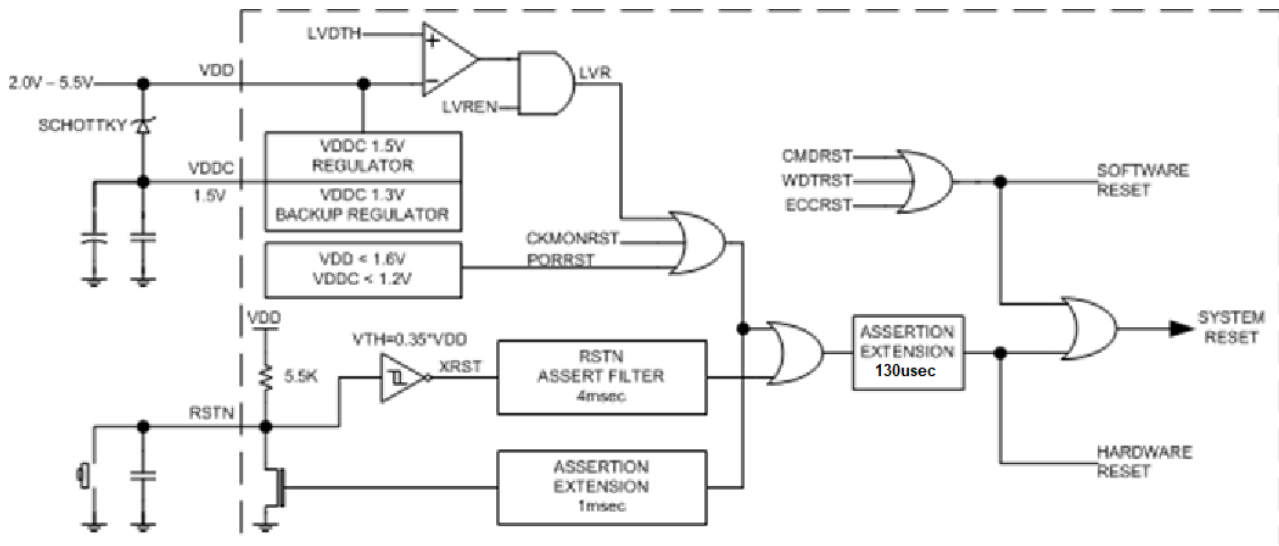 LVDTH
VDD
2.0V – 5.5V
LVR
LVREN
SCHOTTKY
VDDC 1.5V
REGULATOR
VDDC
1.5V
VDDC 1.3V
BACKUP REGULATOR
CMDRST
WDTRST
ECCRST
SOFTWARE
RESET
CKMONRST
PORRST
VDD < 1.6V
VDDC < 1.2V
VDD
VTH=0.35*VDD
5.5K
XRST
RSTN
ASSERT FILTER
4msec
ASSERTION
EXTENSION
130usec
SYSTEM
RESET
RSTN
ASSERTION
EXTENSION
1msec
HARDWARE
RESET